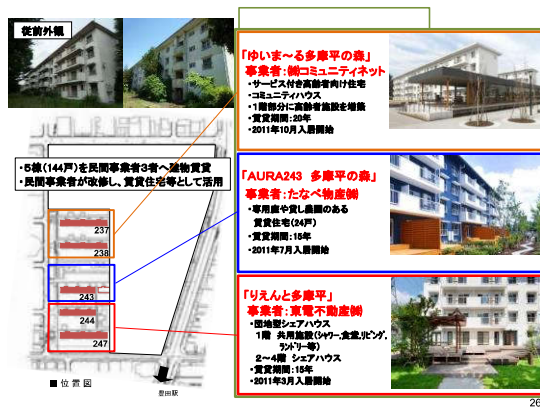 従前外観
・5棟(144戸)を民間事業者3者へ建物賃貸
・民間事業者が改修し、賃貸住宅等として活用
237
238
243
244
247
■位置図
豊田駅
「ゆいま～る多摩平の森」
事業者:㈱コミュニティネット
・サービス付き高齢者向け住宅
・コミュニティハウス
・1階部分に高齢者施設を増築
・賃貸期間:20年
・2011年10月入居開始
「AURA243 多摩平の森」
事業者:たなべ物産㈱
・専用庭や貸し農園のある
賃貸住宅(24戸)
・賃貸期間:15年
・2011年7月入居開始
「りえんと多摩平」
事業者:東電不動産㈱
・団地型シェアハウス
1階 共用施設(シャワー,食堂,リビング,
ランドリー等)
2～4階 シェアハウス
・賃貸期間:15年
・2011年3月入居開始
26